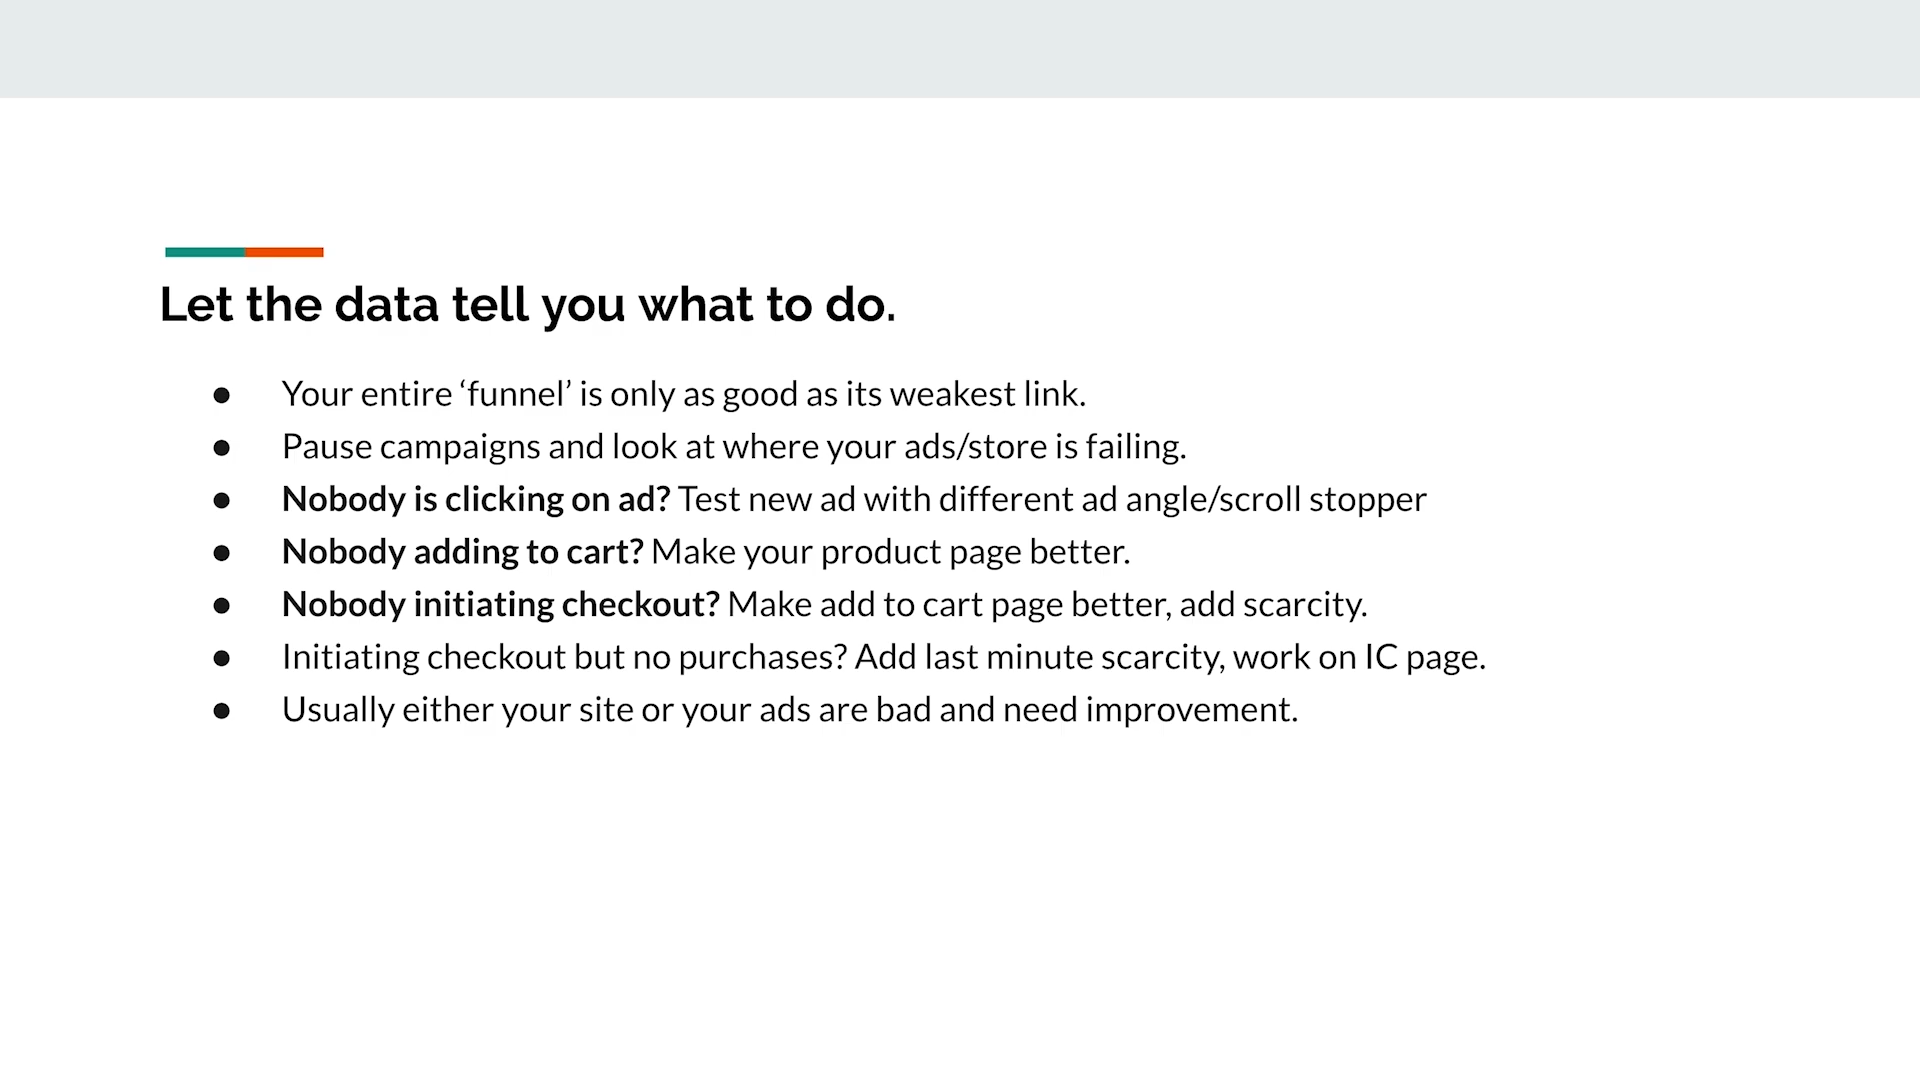 Let the data tell you what to do.
● Your entire ‘funnel’ is only as good as its weakest link.
● Pause campaigns and look at where your ads/store is failing.
● Nobody is clicking on ad? Test new ad with different ad angle/scroll stopper
● Nobody adding to cart? Make your product page better.
● Nobody initiating checkout? Make add to cart page better, add scarcity.
● Initiating checkout but no purchases? Add last minute scarcity, work on IC page.
● Usually either your site or your ads are bad and need improvement.